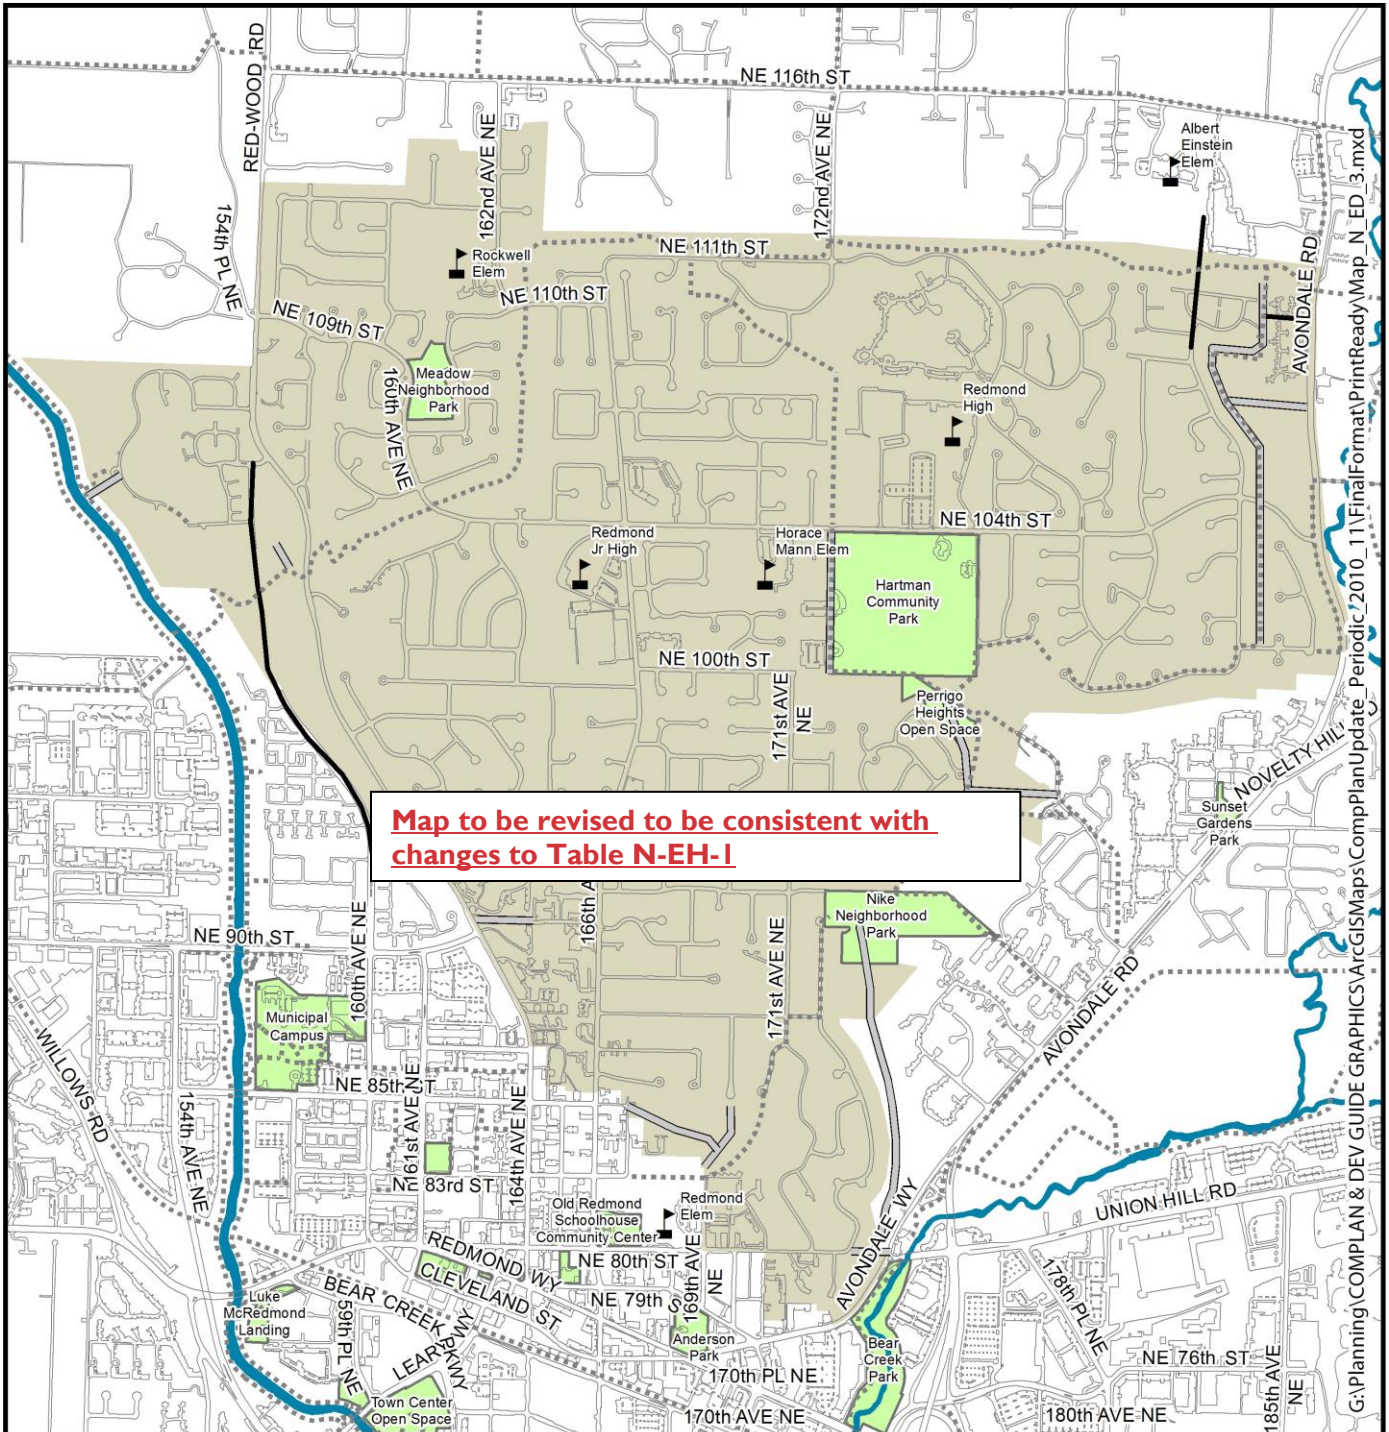 NE 116th ST
RED-WOOD RD
162nd AVE NE
172nd AVE NE
Albert
Einstein
Elem
154th PL NE
Rockwell
Elem
NE 111th ST
NE 110th ST
NE 109th ST
AVONDALE RD
Meadow
Neighborhood
Park
160th AVE NE
Redmond
High
NE 104th ST
Redmond
Jr High
Horace
Mann Elem
Hartman
Community
Park
NE 100th ST
171st AVE
NE
Perrigo
Heights
Open Space
NOVELTY HILL
Sunset
Gardens
Park
Map to be revised to be consistent with
changes to Table N-EH-1
166th A
Nike
Neighborhood
Park
171st AVE NE
NE 90th ST
160th AVE NE
Municipal
Campus
AVONDALE RD
WILLOWS RD
NE 85th ST
154th AVE NE
161st AVE NE
164th AVE NE
NE 83rd ST
Old Redmond
Schoolhouse
Community Center
Redmond
Elem
UNION HILL RD
AVONDALE WY
REDMOND WY
NE 80th ST
169th AVE
NE
CLEVELAND ST
BEAR CREEK PKWY
NE 79th S
178th PL NE
Luke
McRedmond
Landing
59th PL NE
LEARY WY
Anderson
Park
Bear
Creek
Park
NE 76th ST
185th AVE
NE
170th PL NE
Town Center
Open Space
170th AVE NE
180th AVE NE
G:\Planning\COMPLAN & DEV GUIDE GRAPHICS\ArcGISMaps\CompPlanUpdate_Periodic_2010_11\FinalFormat\PrintReady\Map_N_ED_3.mxd